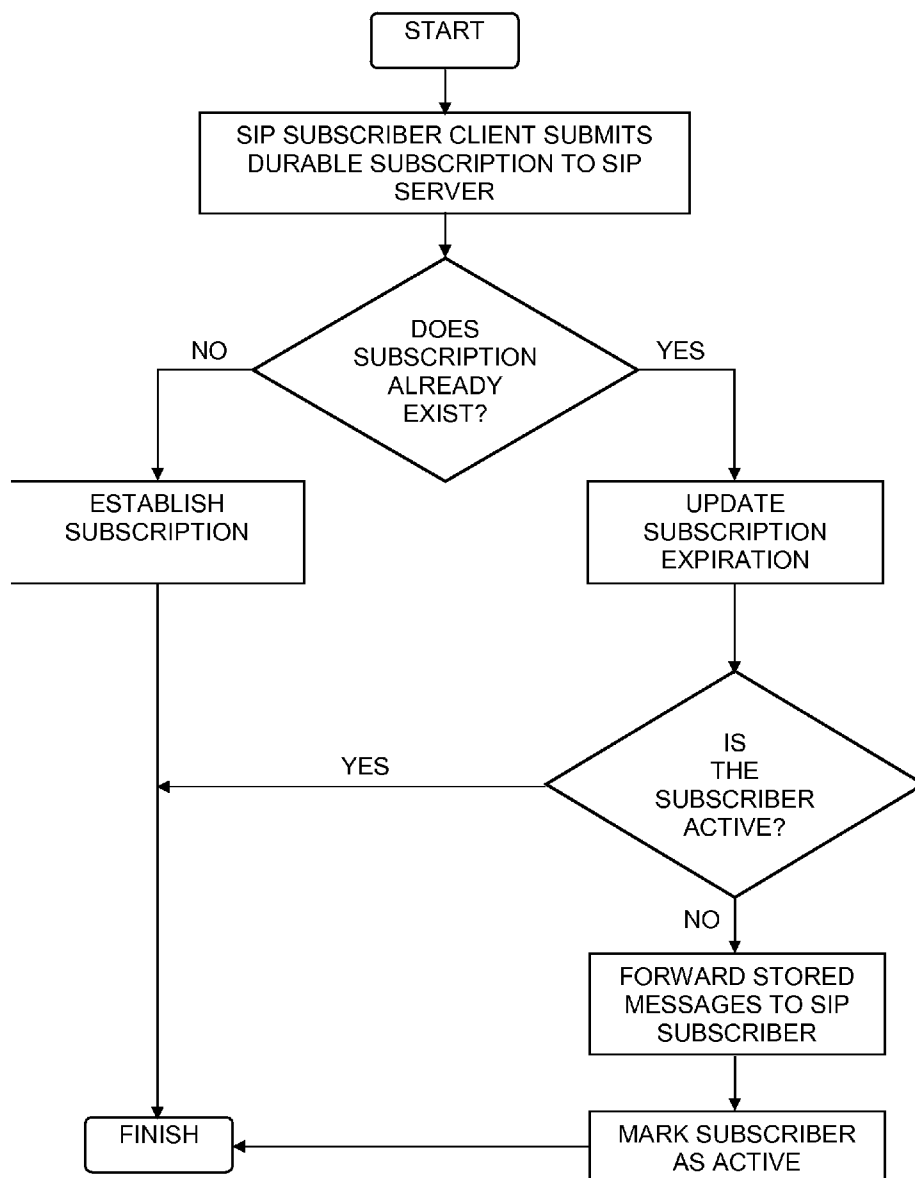 START
SIP SUBSCRIBER CLIENT SUBMITS
DURABLE SUBSCRIPTION TO SIP
SERVER
DOES
SUBSCRIPTION
ALREADY
EXIST?
NO
YES
ESTABLISH
SUBSCRIPTION
UPDATE
SUBSCRIPTION
EXPIRATION
IS
THE
SUBSCRIBER
ACTIVE?
YES
NO
FORWARD STORED
MESSAGES TO SIP
SUBSCRIBER
FINISH
MARK SUBSCRIBER
AS ACTIVE